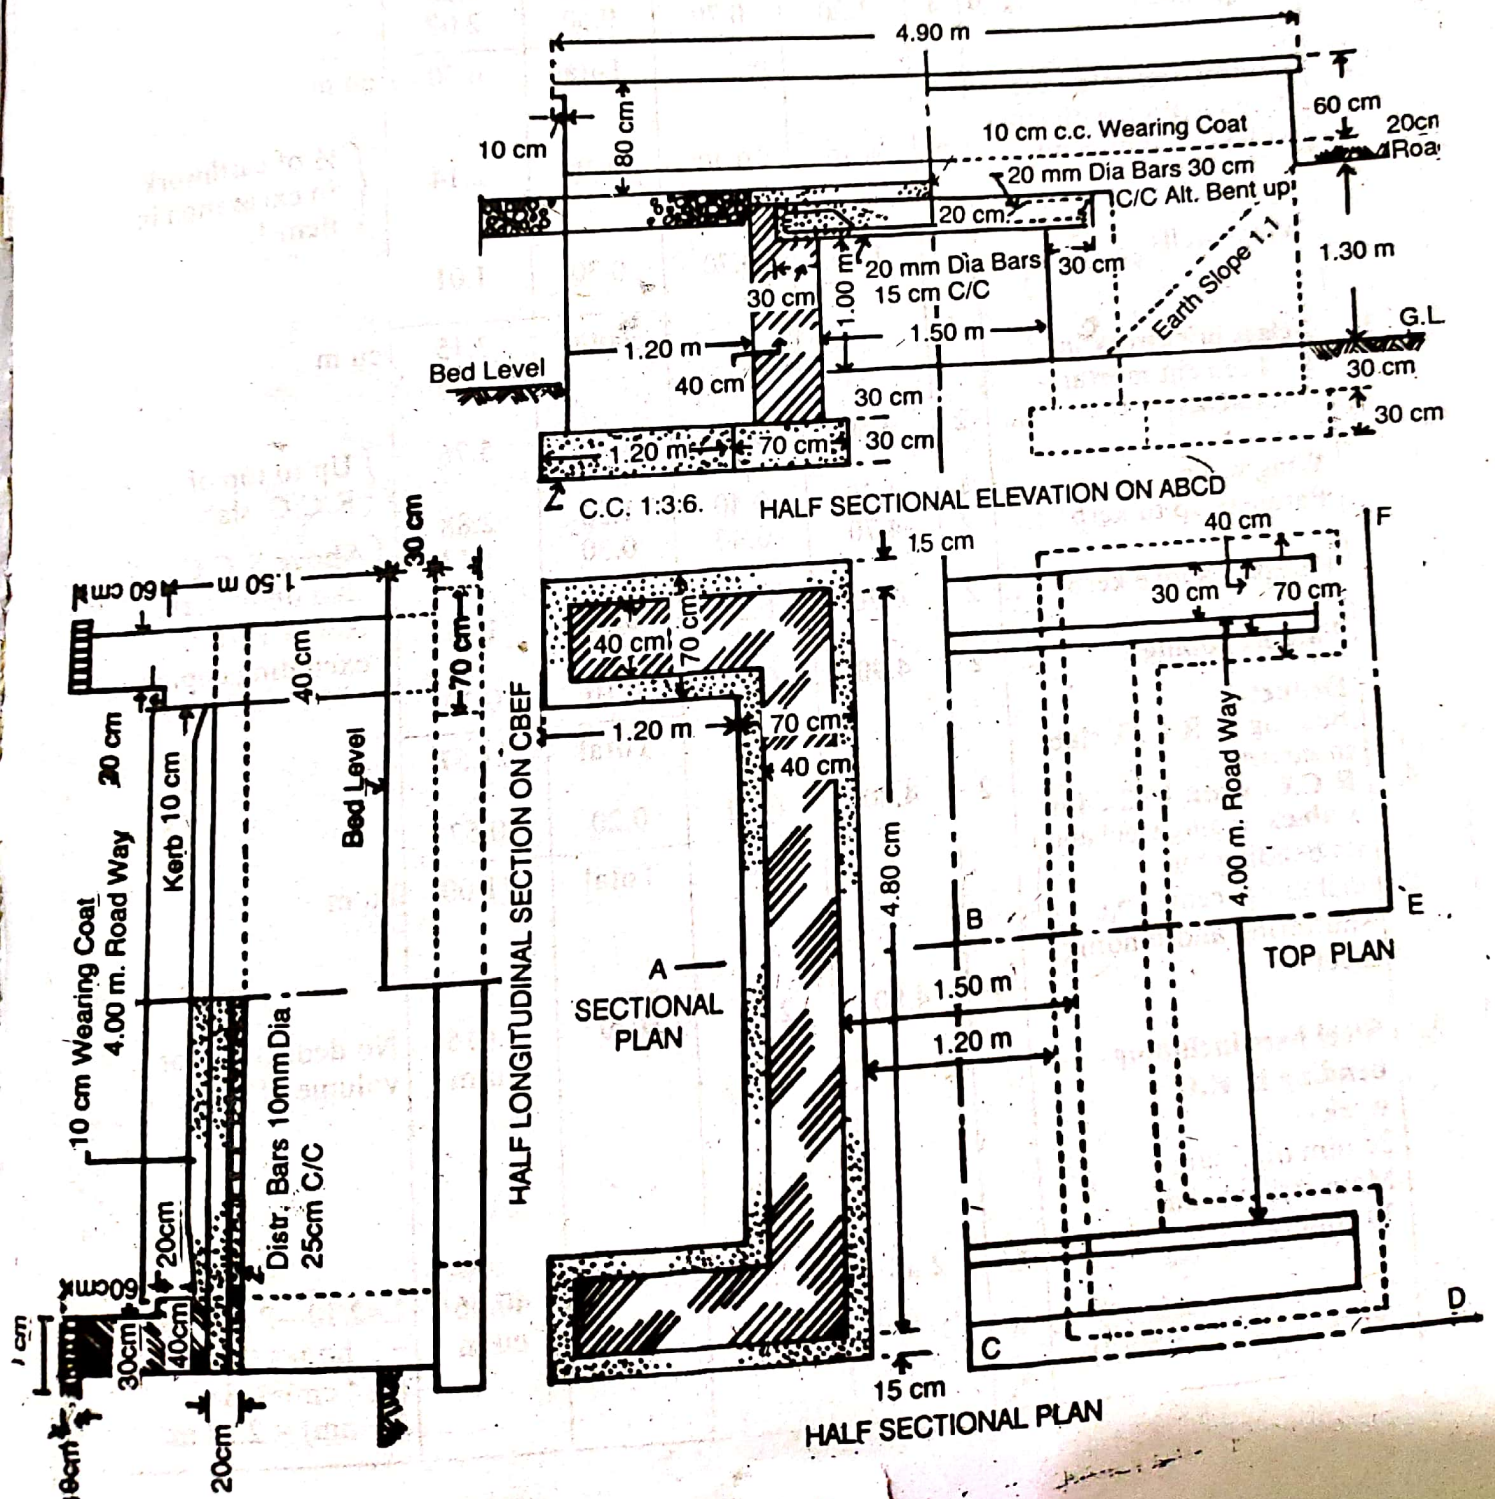 4.90 m
60 cm
10 cm
80 cm
10 cm c.c. Wearing Coat
20cm
Roa
20 mm Dia Bars 30 cm
C/C Alt. Bent up
20 cm
20 mm Dia Bars
15 cm C/C
30 cm
30 cm
1.00 m
Earth Slope 1.1
1.30 m
G.L
1.20 m
1.50 m
Bed Level
40 cm
30 cm
30 cm
30 cm
30 cm
1.20 m
70 cm
C.C. 1:3:6.
HALF SECTIONAL ELEVATION ON ABCD
60 cm
1.50 m
30 cm
70 cm
40 cm
20 cm
Kerb 10 cm
Bed Level
10 cm Wearing Coat
4.00 m. Road Way
Distr. Bars 10mm Dia
25cm C/C
60cm
20cm
30cm
40cm
cm
20cm
HALF LONGITUDINAL SECTION ON CBEF
15 cm
40 cm
70 cm
1.20 m
70 cm
40 cm
4.80 cm
A
SECTIONAL
PLAN
15 cm
HALF SECTIONAL PLAN
40 cm
F
30 cm
70 cm
4.00 m. Road Way
B
E
TOP PLAN
1.50 m
1.20 m
C
D